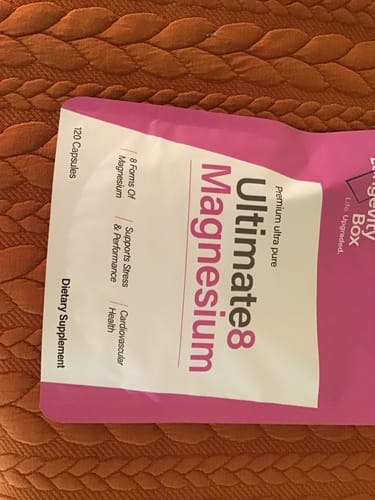 Box
Life. Upgraded.
Premium ultra pure
Ultimate8
Magnesium
8 Forms Of
Magnesium
Supports Stress
& Performance
Cardiovascular
Health
120 Capsules
Dietary Supplement